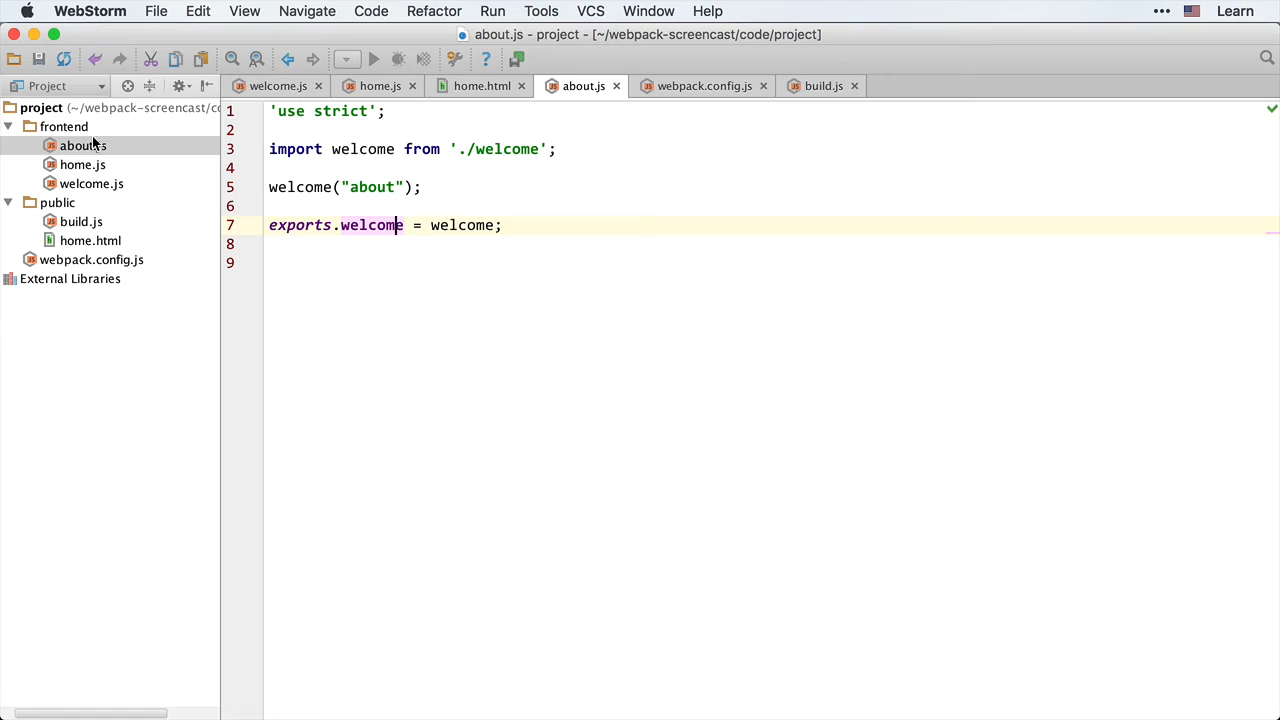 WebStorm File Edit View Navigate Code Refactor Run Tools VCS Window Help ••• Learn
about.js - project - [~/webpack-screencast/code/project]
Project welcome.js home.js home.html about.js webpack.config.js build.js
project (~/webpack-screencast/co
frontend
about.js
home.js
welcome.js
public
build.js
home.html
webpack.config.js
External Libraries
1 'use strict';
2
3 import welcome from './welcome';
4
5 welcome("about");
6
7 exports.welcome = welcome;
8
9